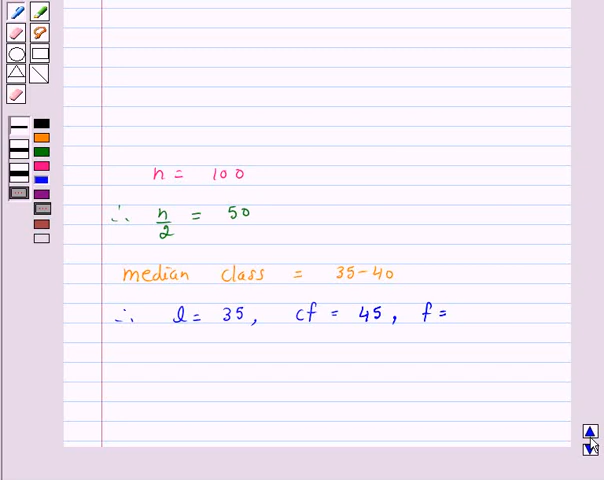 n = 100
∴ n/2 = 50
median class = 35-40
∴ l = 35, cf = 45, f =